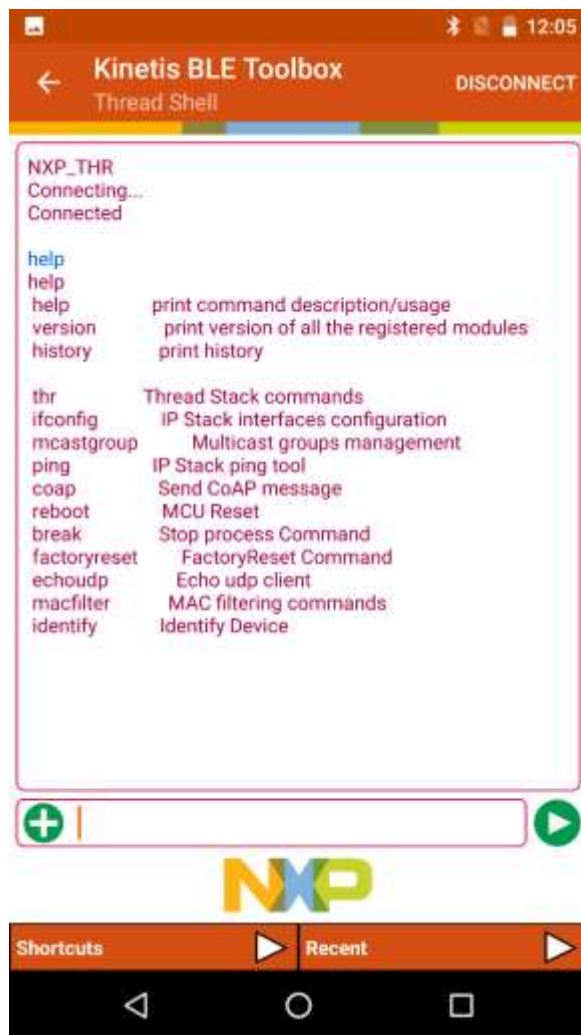 12:05
Kinetis BLE Toolbox
DISCONNECT
Thread Shell
NXP_THR
Connecting...
Connected
help
help
help print command description/usage
version print version of all the registered modules
history print history
thr Thread Stack commands
ifconfig IP Stack interfaces configuration
mcastgroup Multicast groups management
ping IP Stack ping tool
coap Send CoAP message
reboot MCU Reset
break Stop process Command
factoryreset FactoryReset Command
echoudp Echo udp client
macfilter MAC filtering commands
identify Identify Device
NXP
Shortcuts
Recent